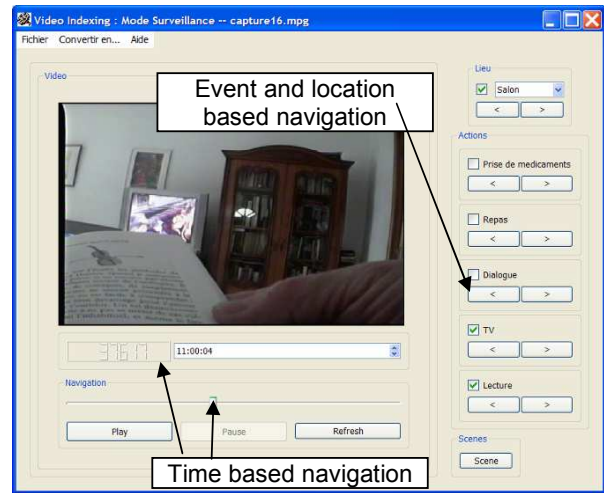 Video Indexing : Mode Surveillance -- capture16.mpg
Fichier Convertir en... Aide
Video
Event and location
based navigation
Lieu
Salon
< >
Actions
Prise de medicaments
< >
Repas
< >
Dialogue
< >
TV
< >
Lecture
< >
37617
11:00:04
Navigation
Play Pause Refresh
Time based navigation
Scenes
Scene